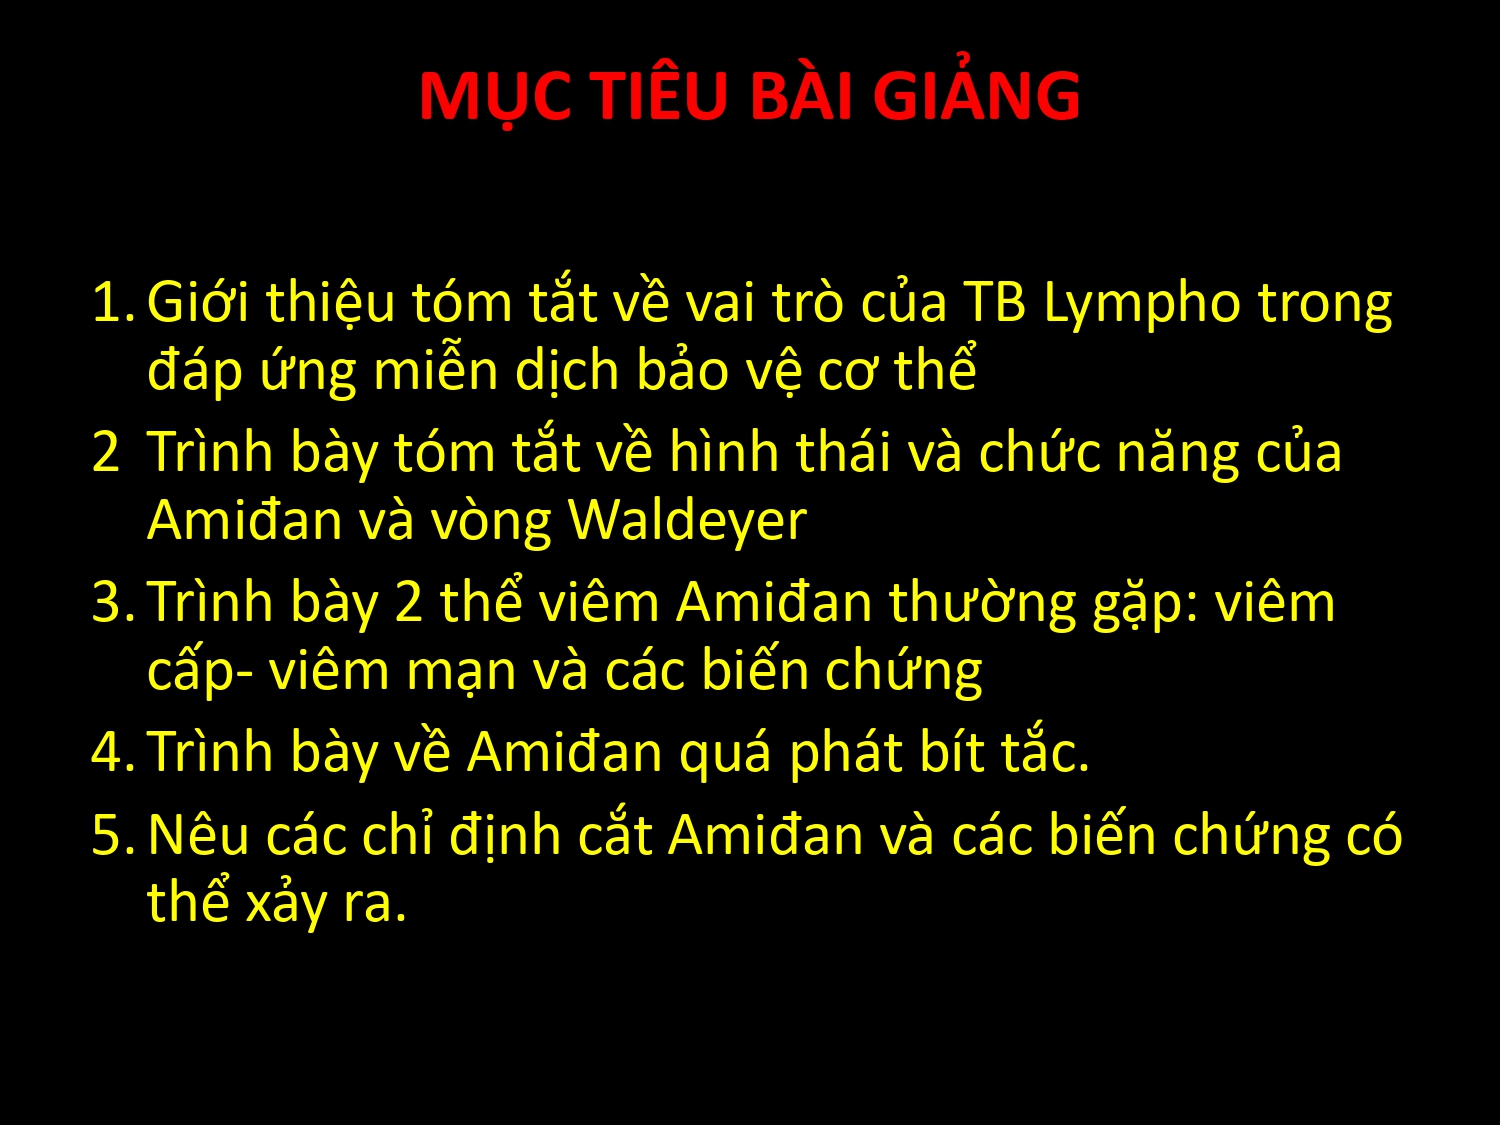 MỤC TIÊU BÀI GIẢNG
1. Giới thiệu tóm tắt về vai trò của TB Lympho trong
đáp ứng miễn dịch bảo vệ cơ thể
2 Trình bày tóm tắt về hình thái và chức năng của
Amiđan và vòng Waldeyer
3. Trình bày 2 thể viêm Amiđan thường gặp: viêm
cấp- viêm mạn và các biến chứng
4. Trình bày về Amiđan quá phát bít tắc.
5. Nêu các chỉ định cắt Amiđan và các biến chứng có
thể xảy ra.